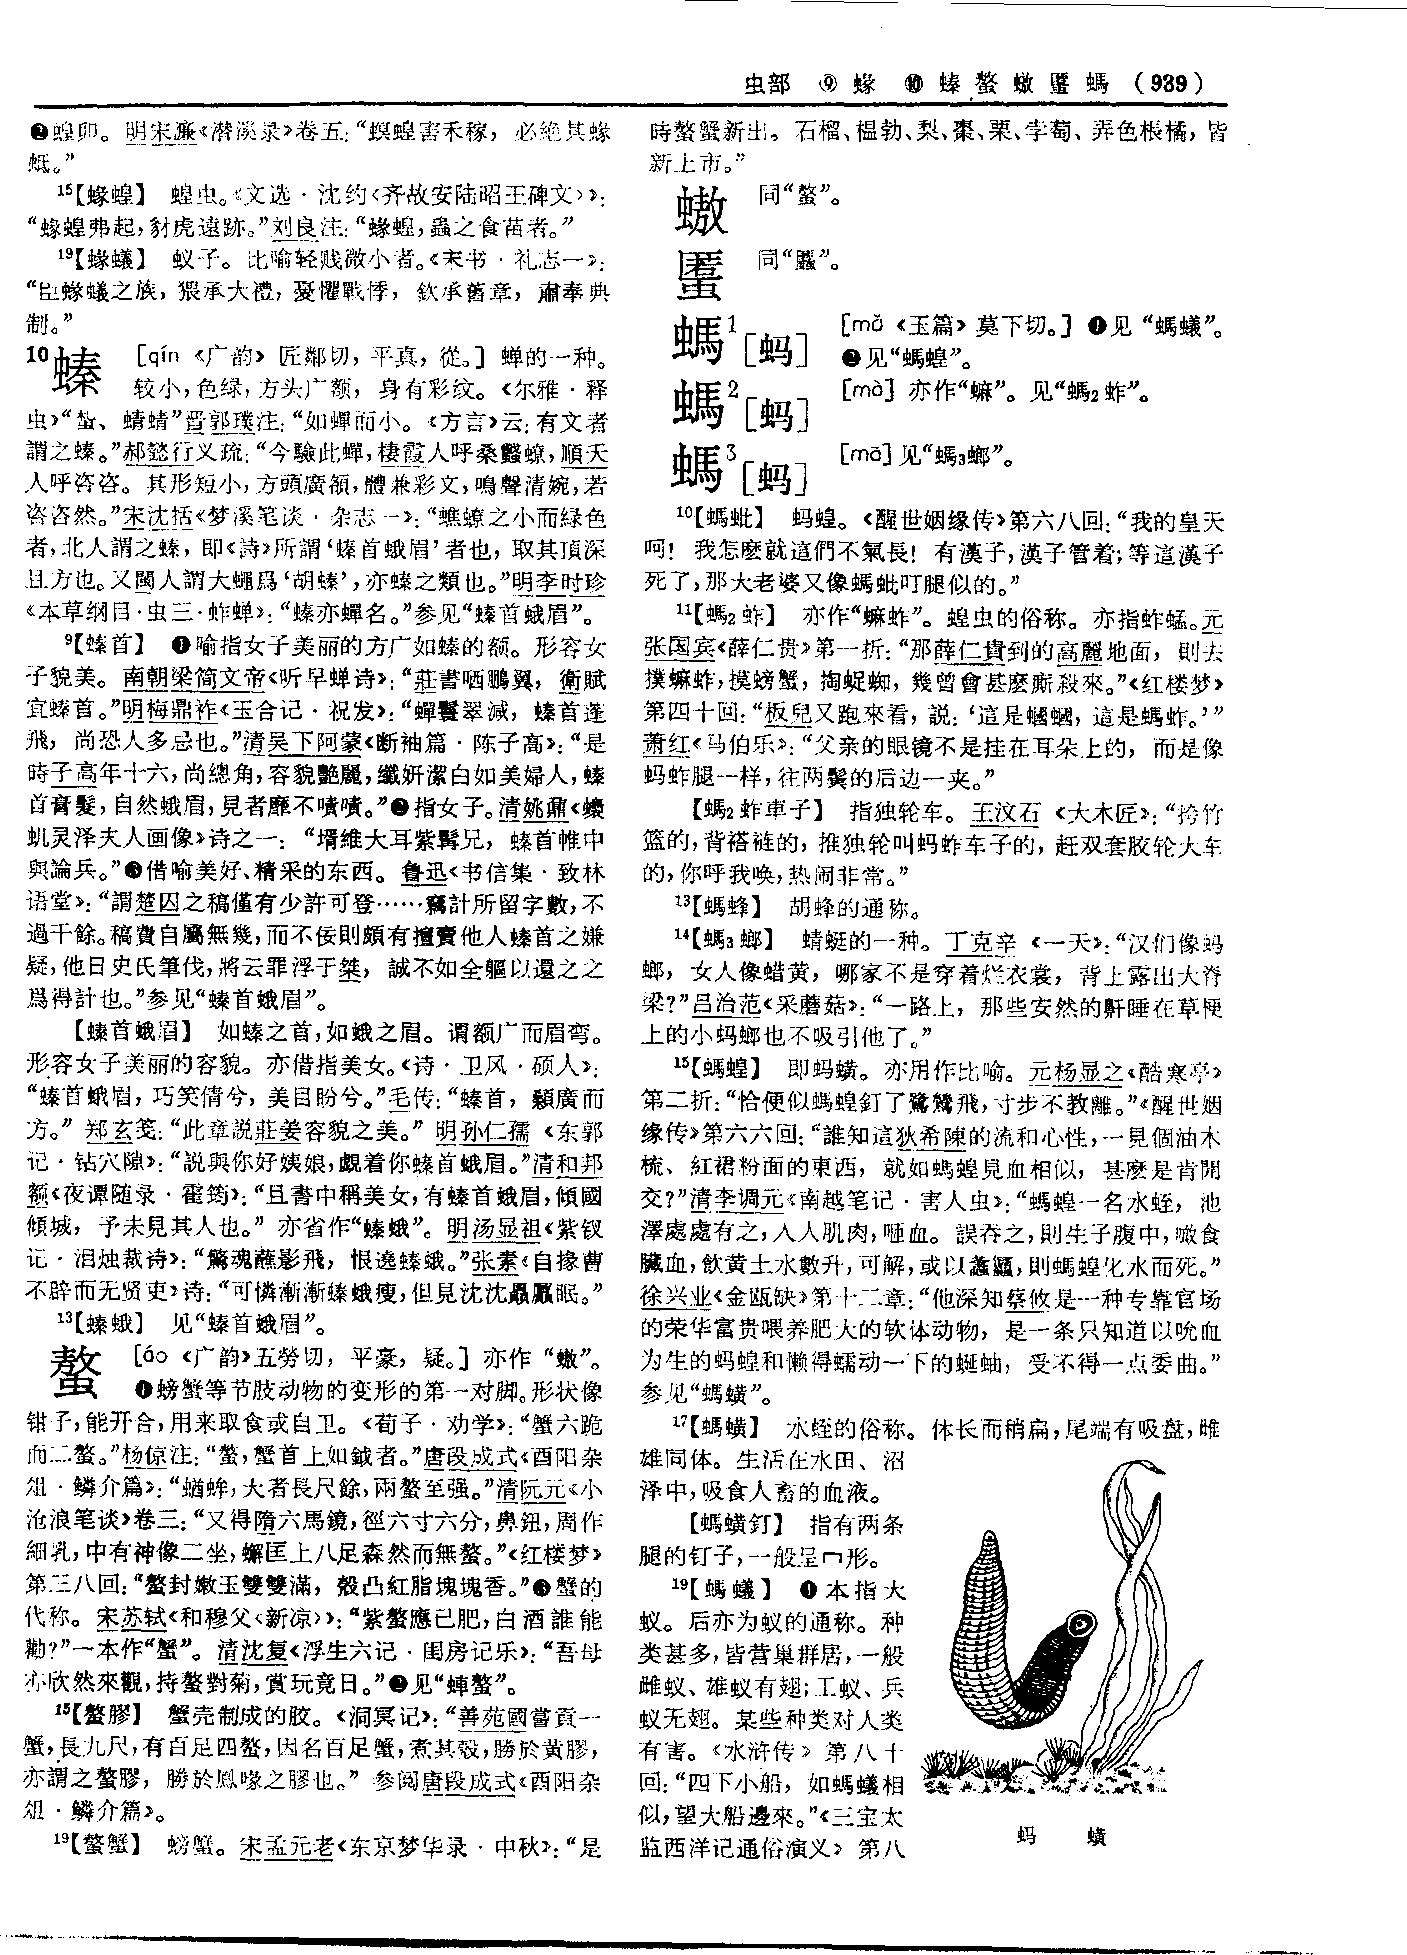 虫部 ⑨ 蝝 ⑩ 螓 螯 螯 䘌 螞 (939)
❷蝗卵。明宋濂《潜溪录》卷五：“螟蝗害禾稼，必絶其蝝
蚳。”
15【蝝蝗】 蝗虫。《文选·沈约〈齐故安陆昭王碑文〉》：
“蝝蝗弗起，豺虎遠跡。”刘良注：“蝝蝗，蟲之食苗者。”
19【蝝蟻】 蚁子。比喻轻贱微小者。《宋书·礼志一》：
“臣蝝蟻之族，猥承大禮，憂懼戰悸，欽承舊章，肅奉典
制。”
10 螓 [qín 《广韵》匠鄰切，平真，從。] 蝉的一种。
较小，色绿，方头广额，身有彩纹。《尔雅·释
虫》“蚻、蜻蜻”晋郭璞注：“如蟬而小。《方言》云：有文者
謂之螓。”郝懿行义疏：“今驗此蟬，棲霞人呼桑蠽蟟，順天
人呼咨咨。其形短小，方頭廣額，體兼彩文，鳴聲清婉，若
咨咨然。”宋沈括《梦溪笔谈·杂志一》：“蟭蟟之小而緑色
者，北人謂之螓，即《詩》所謂‘螓首蛾眉’者也，取其頂深
且方也。又閩人謂大蠅爲‘胡螓’，亦螓之類也。”明李时珍
《本草纲目·虫三·蚱蝉》：“螓亦蟬名。”参见“螓首蛾眉”。
9【螓首】 ❶喻指女子美丽的方广如螓的额。形容女
子貌美。南朝梁简文帝《听早蝉诗》：“莊書哂鵬翼，衛賦
宜螓首。”明梅鼎祚《玉合记·祝发》：“蟬鬢翠減，螓首蓬
飛，尚恐人多忌也。”清吴下阿蒙《断袖篇·陈子高》：“是
時子高年十六，尚總角，容貌艷麗，纖妍潔白如美婦人，螓
首膏髮，自然蛾眉，見者靡不嘖嘖。”❷指女子。清姚鼐《蟂
矶灵泽夫人画像》诗之一：“壻維大耳紫髯兄，螓首帷中
與論兵。”❸借喻美好、精采的东西。鲁迅《书信集·致林
语堂》：“謂楚囚之稿僅有少許可登……竊計所留字數，不
過干餘。稿費自屬無幾，而不佞則頗有擅賣他人螓首之嫌
疑，他日史氏筆伐，將云罪浮于桀，誠不如全軀以還之之
爲得計也。”参见“螓首蛾眉”。
【螓首蛾眉】 如螓之首，如蛾之眉。谓额广而眉弯。
形容女子美丽的容貌。亦借指美女。《诗·卫风·硕人》：
“螓首蛾眉，巧笑倩兮，美目盼兮。”毛传：“螓首，顙廣而
方。”郑玄笺：“此章説莊姜容貌之美。”明孙仁孺《东郭
记·钻穴隙》：“説與你好姨娘，覷着你螓首蛾眉。”清和邦
额《夜谭随录·霍筠》：“且書中稱美女，有螓首蛾眉，傾國
傾城，予未見其人也。”亦省作“螓蛾”。明汤显祖《紫钗
记·泪烛裁诗》：“驚魂蘸影飛，恨遶螓蛾。”张素《自掾曹
不辟而无贤吏》诗：“可憐漸漸螓蛾瘦，但見沈沈贔屭眠。”
13【螓蛾】 见“螓首蛾眉”。
螯 [áo 《广韵》五勞切，平豪，疑。] 亦作“螯”。
❶螃蟹等节肢动物的变形的第一对脚。形状像
钳子，能开合，用来取食或自卫。《荀子·劝学》：“蟹六跪
而二螯。”杨倞注：“螯，蟹首上如鉞者。”唐段成式《酉阳杂
俎·鳞介篇》：“蝤蛑，大者長尺餘，兩螯至强。”清阮元《小
沧浪笔谈》卷三：“又得隋六馬鏡，徑六寸六分，鼻鈕，周作
細乳，中有神像二坐，蠏匡上八足森然而無螯。”《红楼梦》
第三八回：“螯封嫩玉雙雙滿，殻凸紅脂塊塊香。”❸蟹的
代称。宋苏轼《和穆父〈新凉〉》：“紫螯應已肥，白酒誰能
勸？”一本作“蟹”。清沈复《浮生六记·闺房记乐》：“吾母
亦欣然來觀，持螯對菊，賞玩竟日。”❷见“蟀螯”。
15【螯膠】 蟹壳制成的胶。《洞冥记》：“善苑國嘗貢一
蟹，長九尺，有百足四螯，因名百足蟹，煮其殻，勝於黄膠，
亦謂之螯膠，勝於鳳喙之膠也。”参阅唐段成式《酉阳杂
俎·鳞介篇》。
19【螯蟹】 螃蟹。宋孟元老《东京梦华录·中秋》：“是
時螯蟹新出。石榴、榅勃、梨、棗、栗、孛萄、弄色棖橘，皆
新上市。”
螯 同“螯”。
䘌 同“䘌”。
螞1[蚂] [mǎ 《玉篇》莫下切。] ❶见“螞蟻”。
❷见“螞蝗”。
螞2[蚂] [mà] 亦作“䗫”。见“螞2蚱”。
螞3[蚂] [mā] 见“螞3螂”。
10【螞蚍】 蚂蝗。《醒世姻缘传》第六八回：“我的皇天
呵！我怎麽就這們不氣長！有漢子，漢子管着；等這漢子
死了，那大老婆又像螞蚍叮腿似的。”
11【螞2蚱】 亦作“䗫蚱”。蝗虫的俗称。亦指蚱蜢。元
张国宾《薛仁贵》第一折：“那薛仁貴到的高麗地面，則去
撲䗫蚱，摸螃蟹，掏蜓蚰，幾曾會甚麽廝殺來。”《红楼梦》
第四十回：“板兒又跑來看，説：‘這是蟈蟈，這是螞蚱。’”
萧红《马伯乐》：“父亲的眼镜不是挂在耳朵上的，而是像
蚂蚱腿一样，往两鬓的后边一夹。”
【螞2蚱車子】 指独轮车。王汶石《大木匠》：“挎竹
篮的，背褡裢的，推独轮叫蚂蚱车子的，赶双套胶轮大车
的，你呼我唤，热闹非常。”
13【螞蜂】 胡蜂的通称。
14【螞3螂】 蜻蜓的一种。丁克辛《一天》：“汉们像蚂
螂，女人像蜡黄，哪家不是穿着烂衣裳，背上露出大脊
梁？”吕治范《采蘑菇》：“一路上，那些安然的鼾睡在草梗
上的小蚂螂也不吸引他了。”
15【螞蝗】 即蚂蟥。亦用作比喻。元杨显之《酷寒亭》
第二折：“恰便似螞蝗釘了鷺鷥飛，寸步不教離。”《醒世姻
缘传》第六六回：“誰知這狄希陳的流和心性，一見個油木
梳、紅裙粉面的東西，就如螞蝗見血相似，甚麽是肯開
交？”清李调元《南越笔记·害人虫》：“螞蝗一名水蛭，池
澤處處有之，入人肌肉，咂血。誤吞之，則生子腹中，噉食
臟血，飲黄土水數升，可解，或以蠡䘆，則螞蝗化水而死。”
徐兴业《金瓯缺》第十二章：“他深知蔡攸是一种专靠官场
的荣华富贵喂养肥大的软体动物，是一条只知道以吮血
为生的蚂蝗和懒得蠕动一下的蜒蚰，受不得一点委曲。”
参见“螞蟥”。
17【螞蟥】 水蛭的俗称。体长而稍扁，尾端有吸盘，雌
雄同体。生活在水田、沼
泽中，吸食人畜的血液。
【螞蟥釘】 指有两条
腿的钉子，一般呈冖形。
19【螞蟻】 ❶本指大
蚁。后亦为蚁的通称。种
类甚多，皆营巢群居，一般
雌蚁、雄蚁有翅；工蚁、兵
蚁无翅。某些种类对人类
有害。《水浒传》第八十
回：“四下小船，如螞蟻相
似，望大船邊來。”《三宝太
监西洋记通俗演义》第八
蚂 蟥